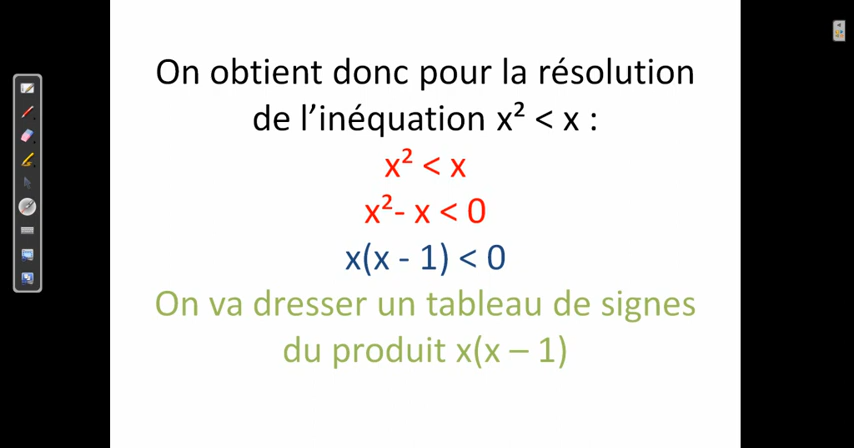 On obtient donc pour la résolution
de l’inéquation x² < x :
x² < x
x²- x < 0
x(x - 1) < 0
On va dresser un tableau de signes
du produit x(x – 1)